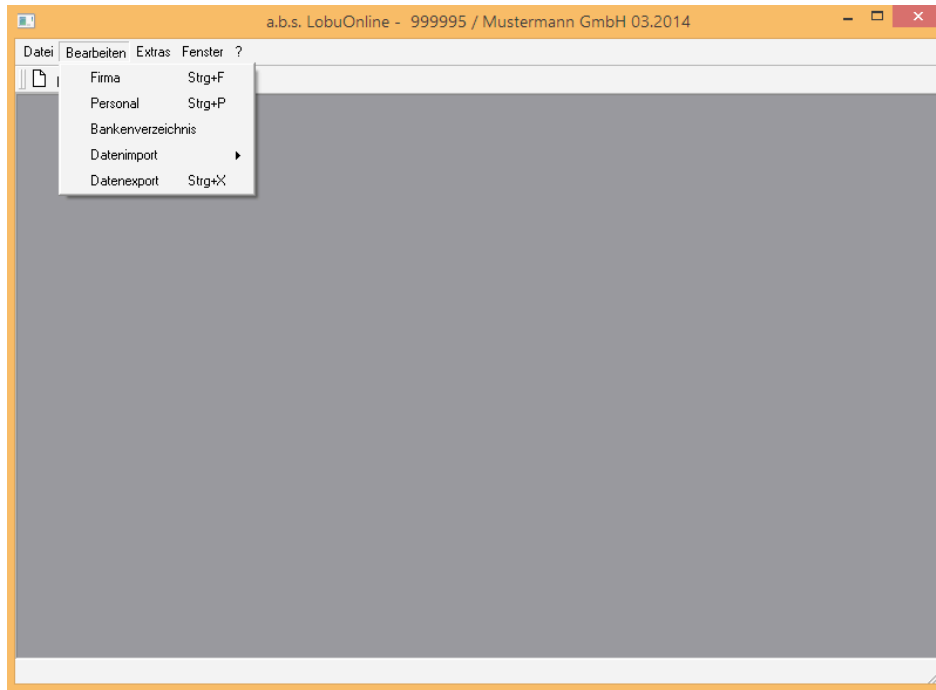 a.b.s. LobuOnline - 999995 / Mustermann GmbH 03.2014
Datei Bearbeiten Extras Fenster ?
Firma Strg+F
Personal Strg+P
Bankenverzeichnis
Datenimport
Datenexport Strg+X